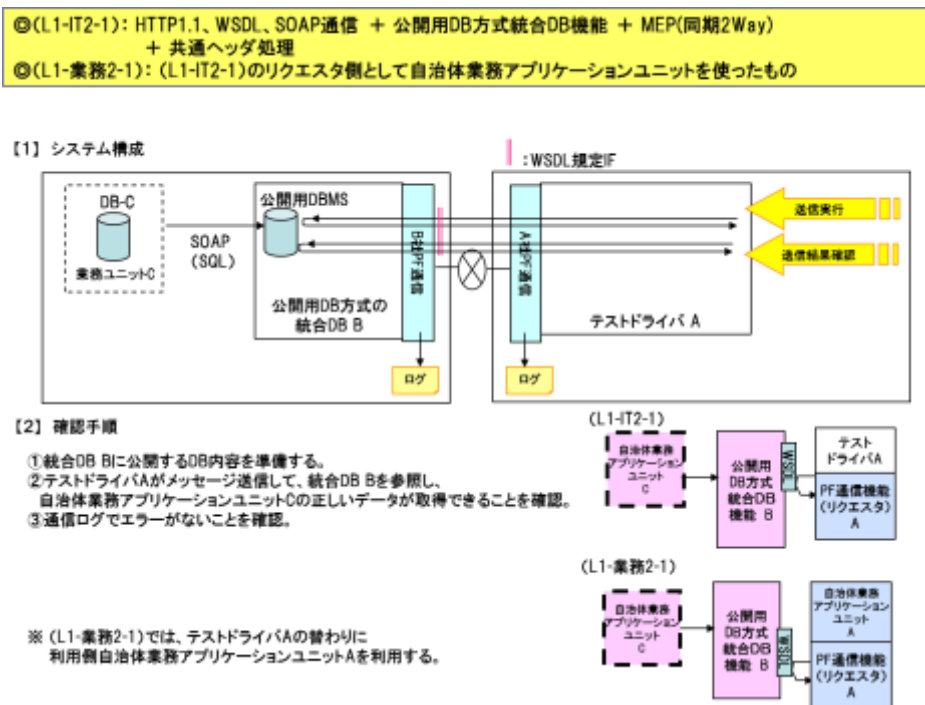 ◎(L1-IT2-1): HTTP1.1、WSDL、SOAP通信 + 公開用DB方式統合DB機能 + MEP(同期2Way)
+ 共通ヘッダ処理
◎(L1-業務2-1): (L1-IT2-1)のリクエスタ側として自治体業務アプリケーションユニットを使ったもの
【1】 システム構成
:WSDL規定IF
DB-C
業務ユニットC
SOAP
(SQL)
公開用DBMS
公開用DB方式の
統合DB B
B社PF通信
ログ
A社PF通信
ログ
テストドライバ A
送信実行
送信結果確認
【2】 確認手順
①統合DB Bに公開するDB内容を準備する。
②テストドライバAがメッセージ送信して、統合DB Bを参照し、
自治体業務アプリケーションユニットCの正しいデータが取得できることを確認。
③通信ログでエラーがないことを確認。
(L1-IT2-1)
自治体業務
アプリケーション
ユニット
C
公開用
DB方式
統合DB
機能 B
WSDL
テスト
ドライバA
PF通信機能
(リクエスタ)
A
(L1-業務2-1)
自治体業務
アプリケーション
ユニット
C
公開用
DB方式
統合DB
機能 B
WSDL
自治体業務
アプリケーション
ユニット
A
PF通信機能
(リクエスタ)
A
※ (L1-業務2-1)では、テストドライバAの替わりに
利用側自治体業務アプリケーションユニットAを利用する。